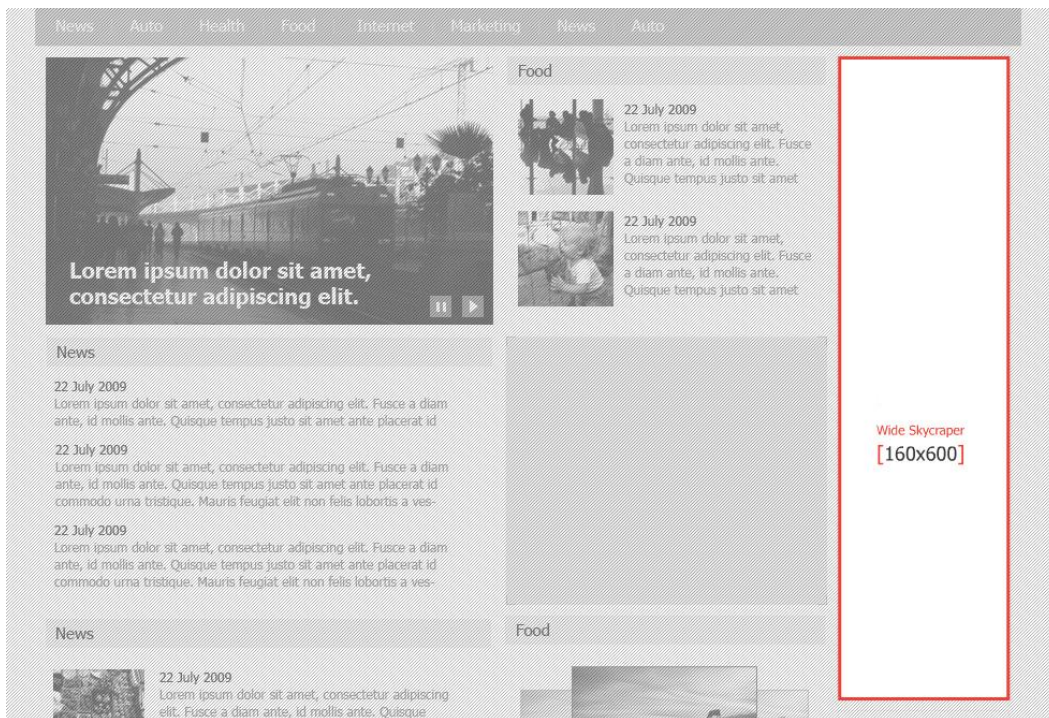 News Auto Health Food Internet Marketing News Auto
Lorem ipsum dolor sit amet,
consectetur adipiscing elit.
Food
22 July 2009
Lorem ipsum dolor sit amet,
consectetur adipiscing elit. Fusce
a diam ante, id mollis ante.
Quisque tempus justo sit amet
22 July 2009
Lorem ipsum dolor sit amet,
consectetur adipiscing elit. Fusce
a diam ante, id mollis ante.
Quisque tempus justo sit amet
News
22 July 2009
Lorem ipsum dolor sit amet, consectetur adipiscing elit. Fusce a diam
ante, id mollis ante. Quisque tempus justo sit amet ante placerat id
22 July 2009
Lorem ipsum dolor sit amet, consectetur adipiscing elit. Fusce a diam
ante, id mollis ante. Quisque tempus justo sit amet ante placerat id
commodo urna tristique. Mauris feugiat elit non felis lobortis a ves-
22 July 2009
Lorem ipsum dolor sit amet, consectetur adipiscing elit. Fusce a diam
ante, id mollis ante. Quisque tempus justo sit amet ante placerat id
commodo urna tristique. Mauris feugiat elit non felis lobortis a ves-
Wide Skycraper
[160x600]
News
22 July 2009
Lorem ipsum dolor sit amet, consectetur adipiscing
elit. Fusce a diam ante, id mollis ante. Quisque
Food